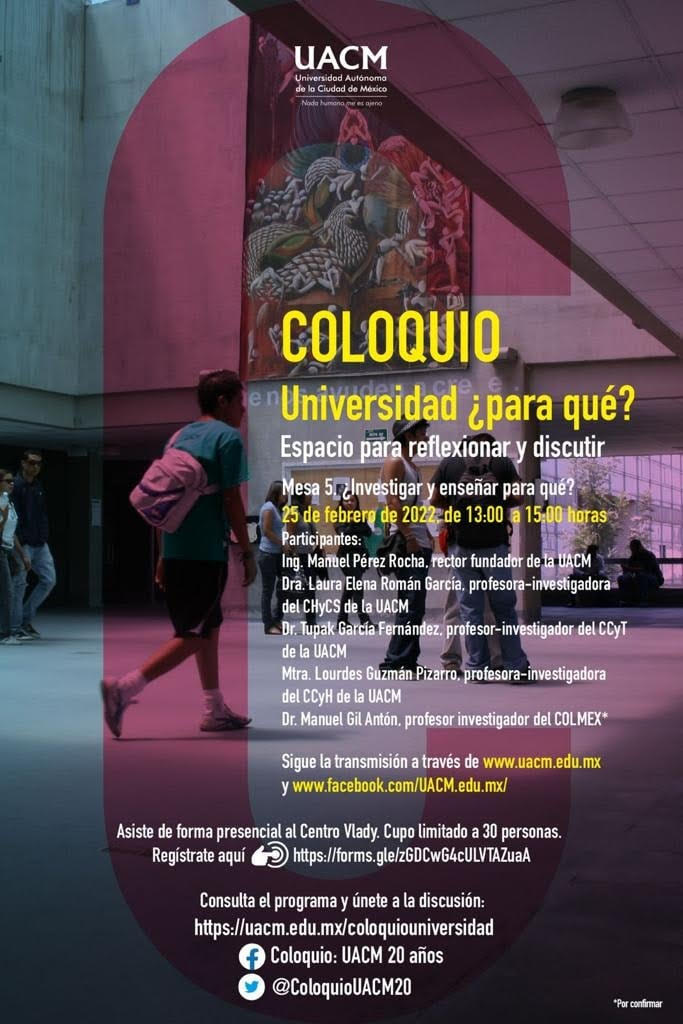 UACM
Universidad Autónoma
de la Ciudad de México
Nada humano me es ajeno
COLOQUIO
Universidad ¿para qué?
Espacio para reflexionar y discutir
Mesa 5. ¿Investigar y enseñar para qué?
25 de febrero de 2022, de 13:00 a 15:00 horas
Participantes:
Ing. Manuel Pérez Rocha, rector fundador de la UACM
Dra. Laura Elena Román García, profesora-investigadora
del CHyCS de la UACM
Dr. Tupak García Fernández, profesor-investigador del CCyT
de la UACM
Mtra. Lourdes Guzmán Pizarro, profesora-investigadora
del CCyH de la UACM
Dr. Manuel Gil Antón, profesor investigador del COLMEX*
Sigue la transmisión a través de www.uacm.edu.mx
y www.facebook.com/UACM.edu.mx/
Asiste de forma presencial al Centro Vlady. Cupo limitado a 30 personas.
Regístrate aquí https://forms.gle/zGDCwG4cULVTAZuaA
Consulta el programa y únete a la discusión:
https://uacm.edu.mx/coloquiouniversidad
Coloquio: UACM 20 años
@ColoquioUACM20
*Por confirmar